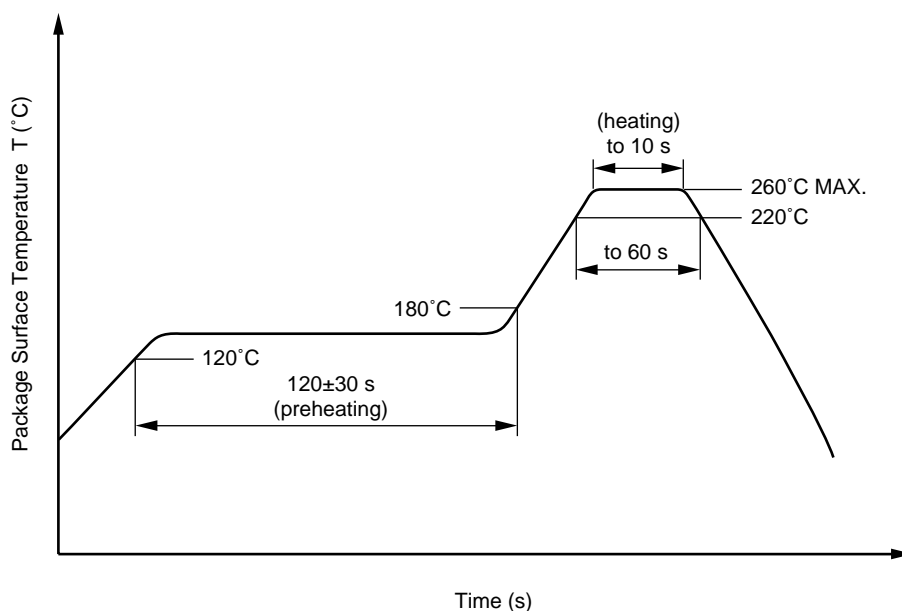 Package Surface Temperature T (˚C)
(heating)
to 10 s
260˚C MAX.
220˚C
to 60 s
180˚C
120˚C
120±30 s
(preheating)
Time (s)